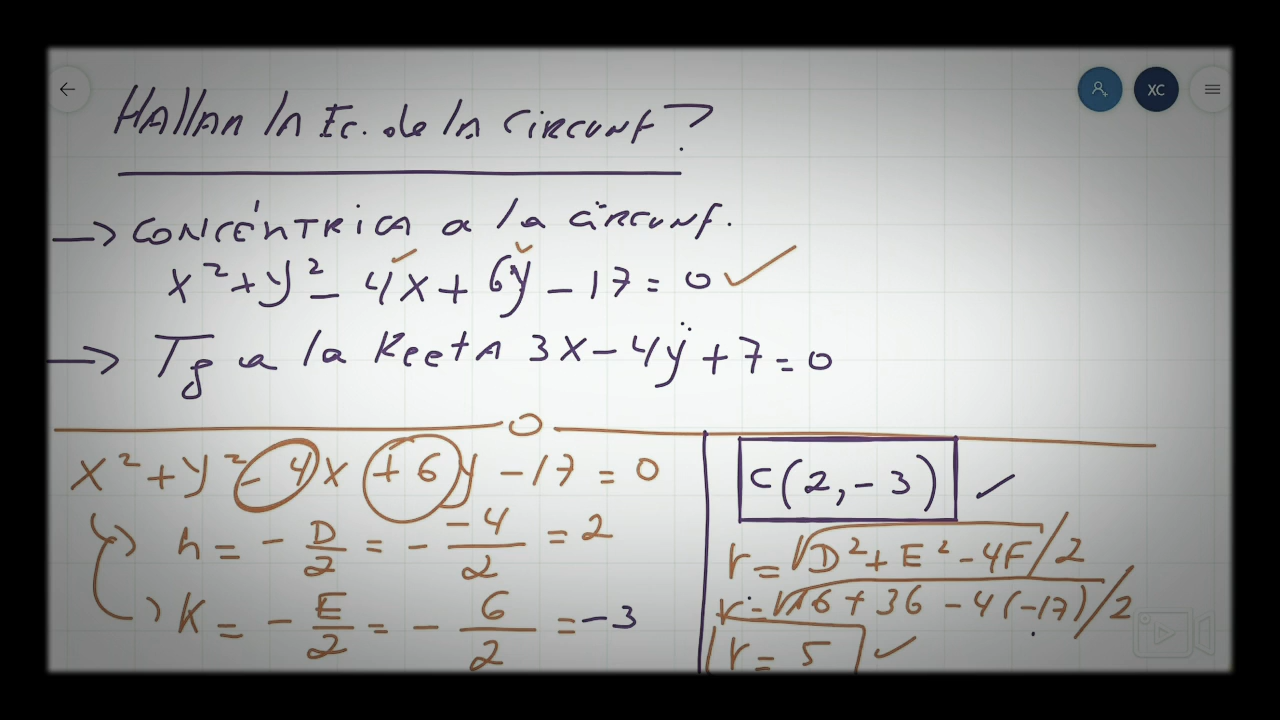 XC
Hallar la Ec. de la Circunf?
→ Concéntrica a la circunf.
x²+y²-4x+6y-17=0 ✓
→ Tg a la Recta 3x-4y+7=0
x²+y²-4x+6y-17=0
h = -D/2 = - -4/2 = 2
K = -E/2 = - 6/2 = -3
C(2,-3) ✓
r = √D²+E²-4F/2
r = √16+36-4(-17)/2
r = 5 ✓